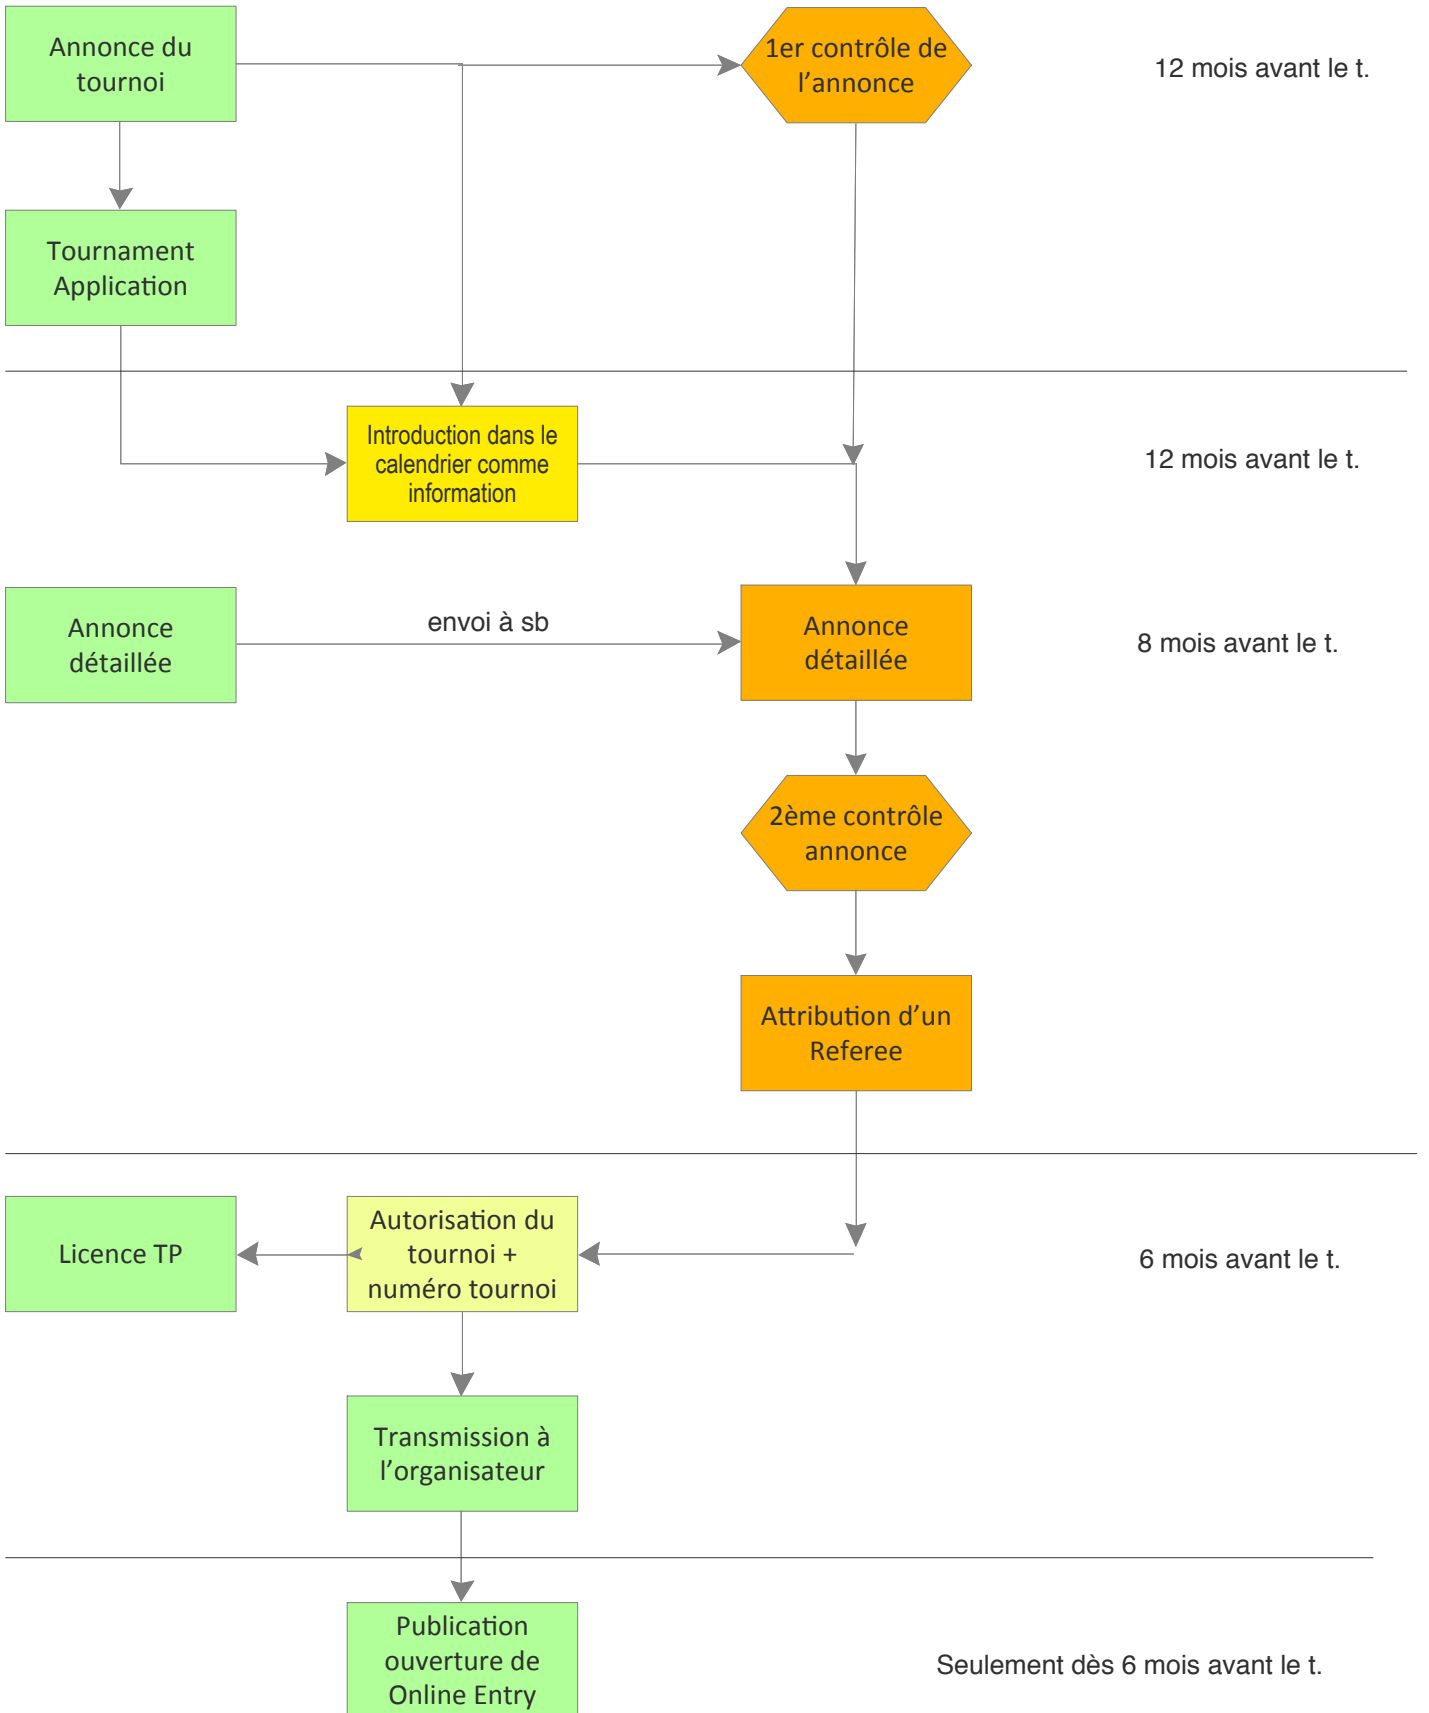 Annonce du
tournoi
1er contrôle de
l’annonce
12 mois avant le t.
Tournament
Application
Introduction dans le
calendrier comme
information
12 mois avant le t.
Annonce
détaillée
envoi à sb
Annonce
détaillée
8 mois avant le t.
2ème contrôle
annonce
Attribution d’un
Referee
Licence TP
Autorisation du
tournoi +
numéro tournoi
6 mois avant le t.
Transmission à
l’organisateur
Publication
ouverture de
Online Entry
Seulement dès 6 mois avant le t.